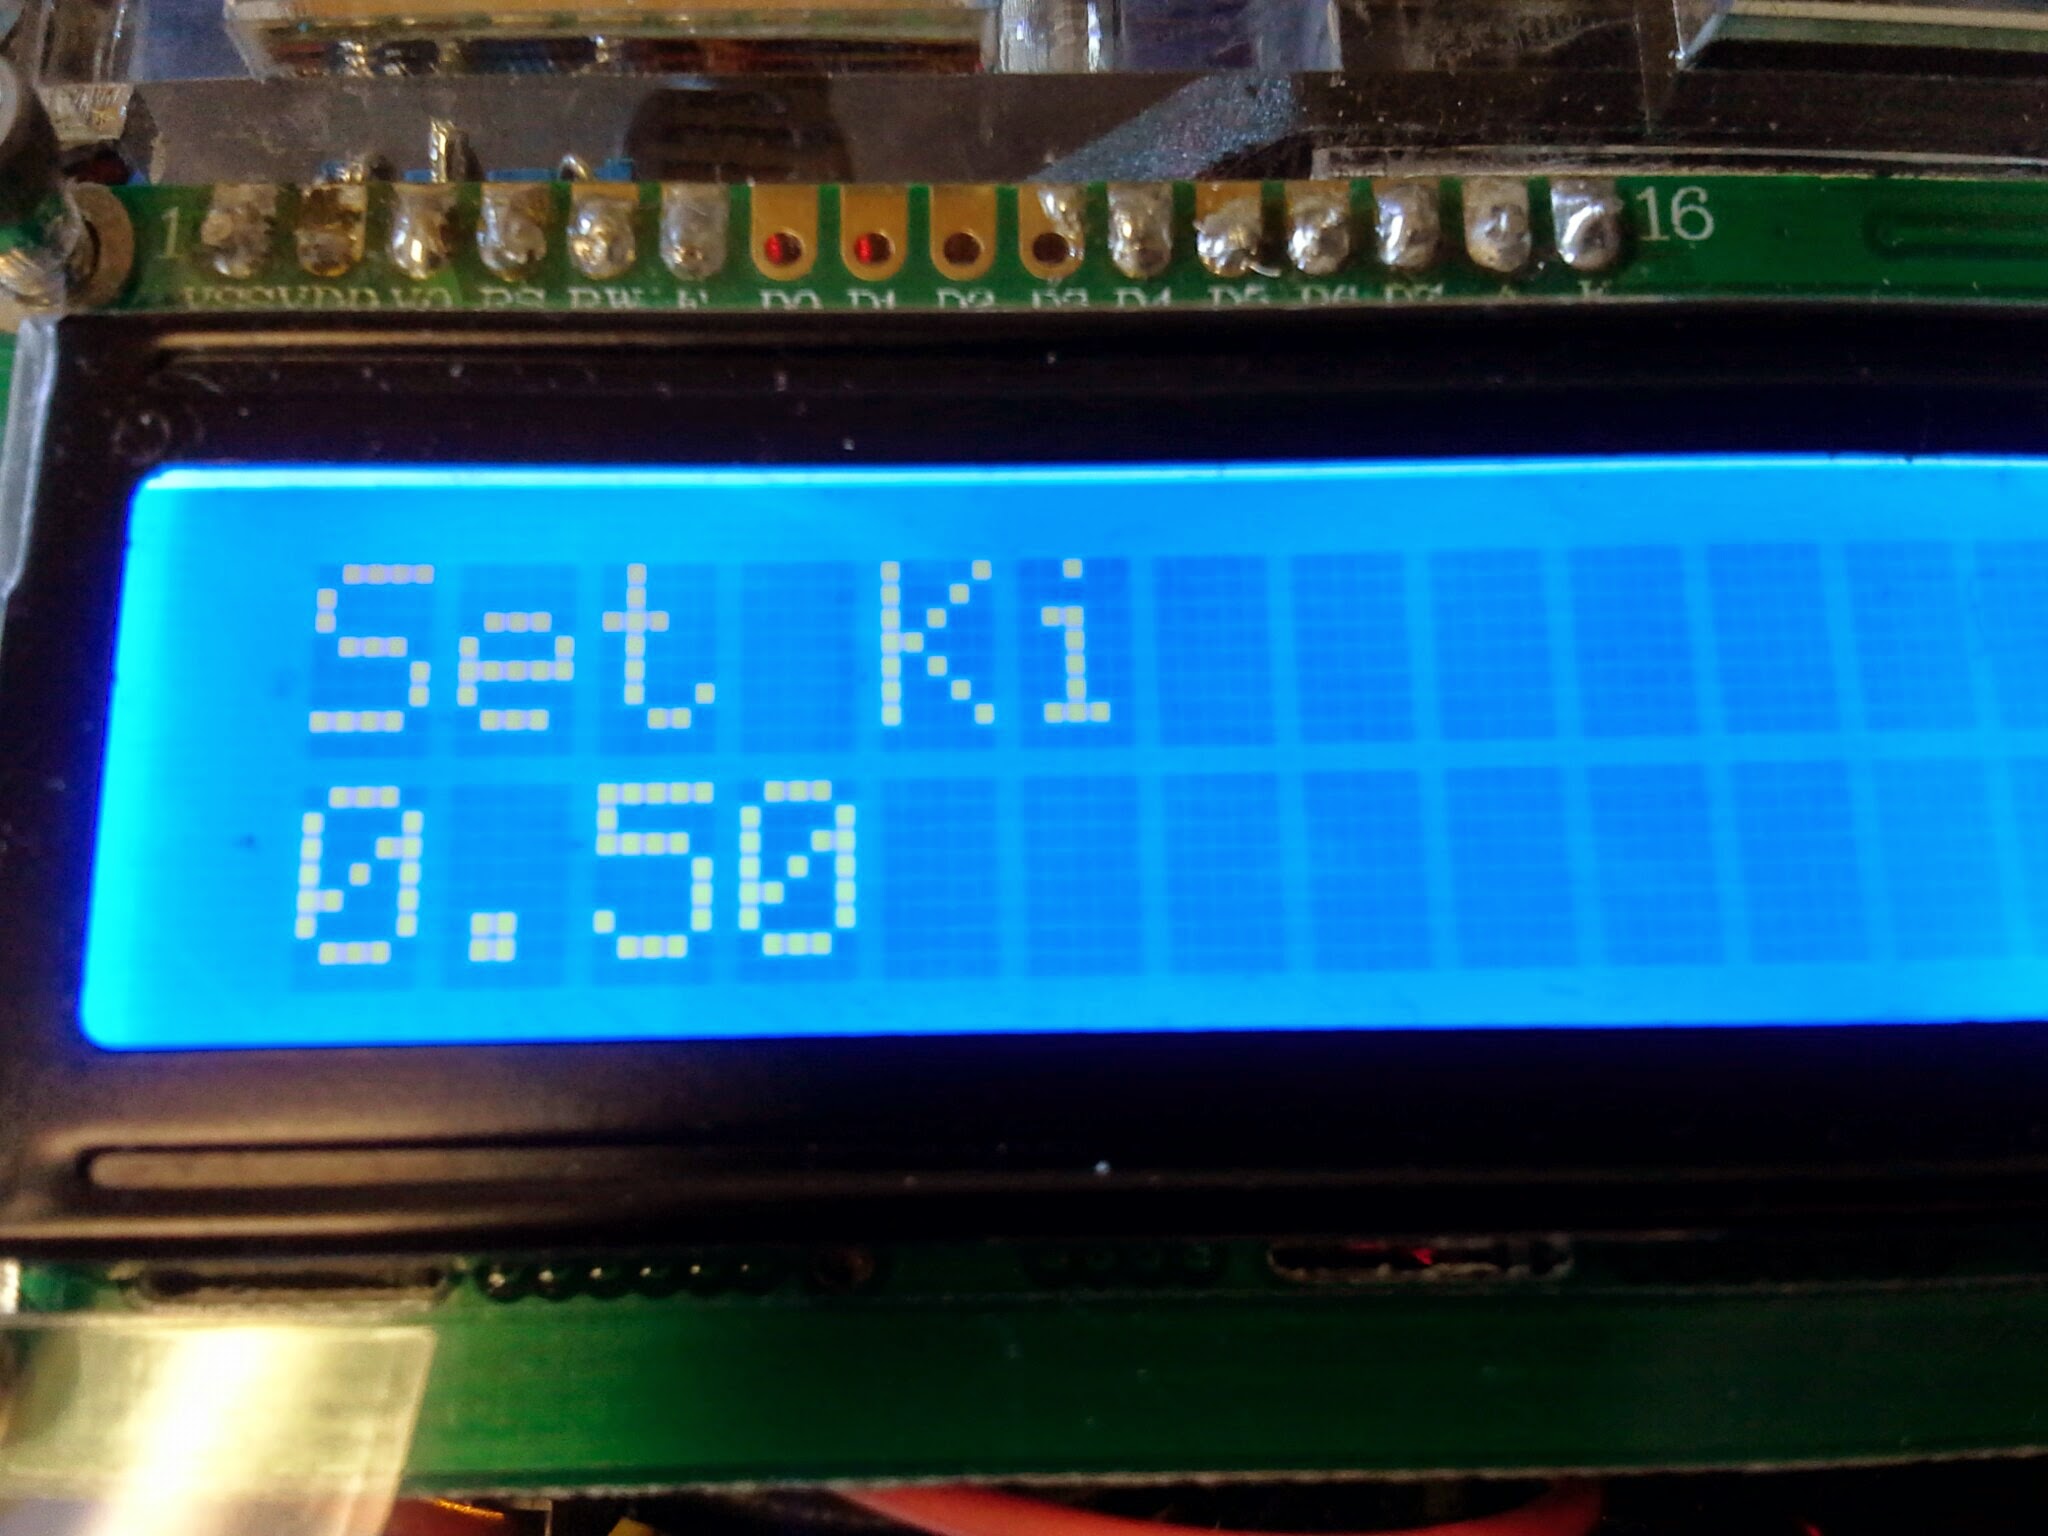 1 16
VSS VDD V0 RS RW E D0 D1 D2 D3 D4 D5 D6 D7 A K
Set Ki
0.50